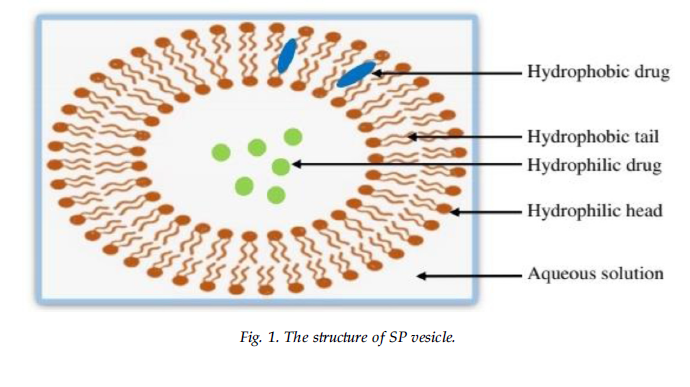 Hydrophobic drug
Hydrophobic tail
Hydrophilic drug
Hydrophilic head
Aqueous solution
Fig. 1. The structure of SP vesicle.